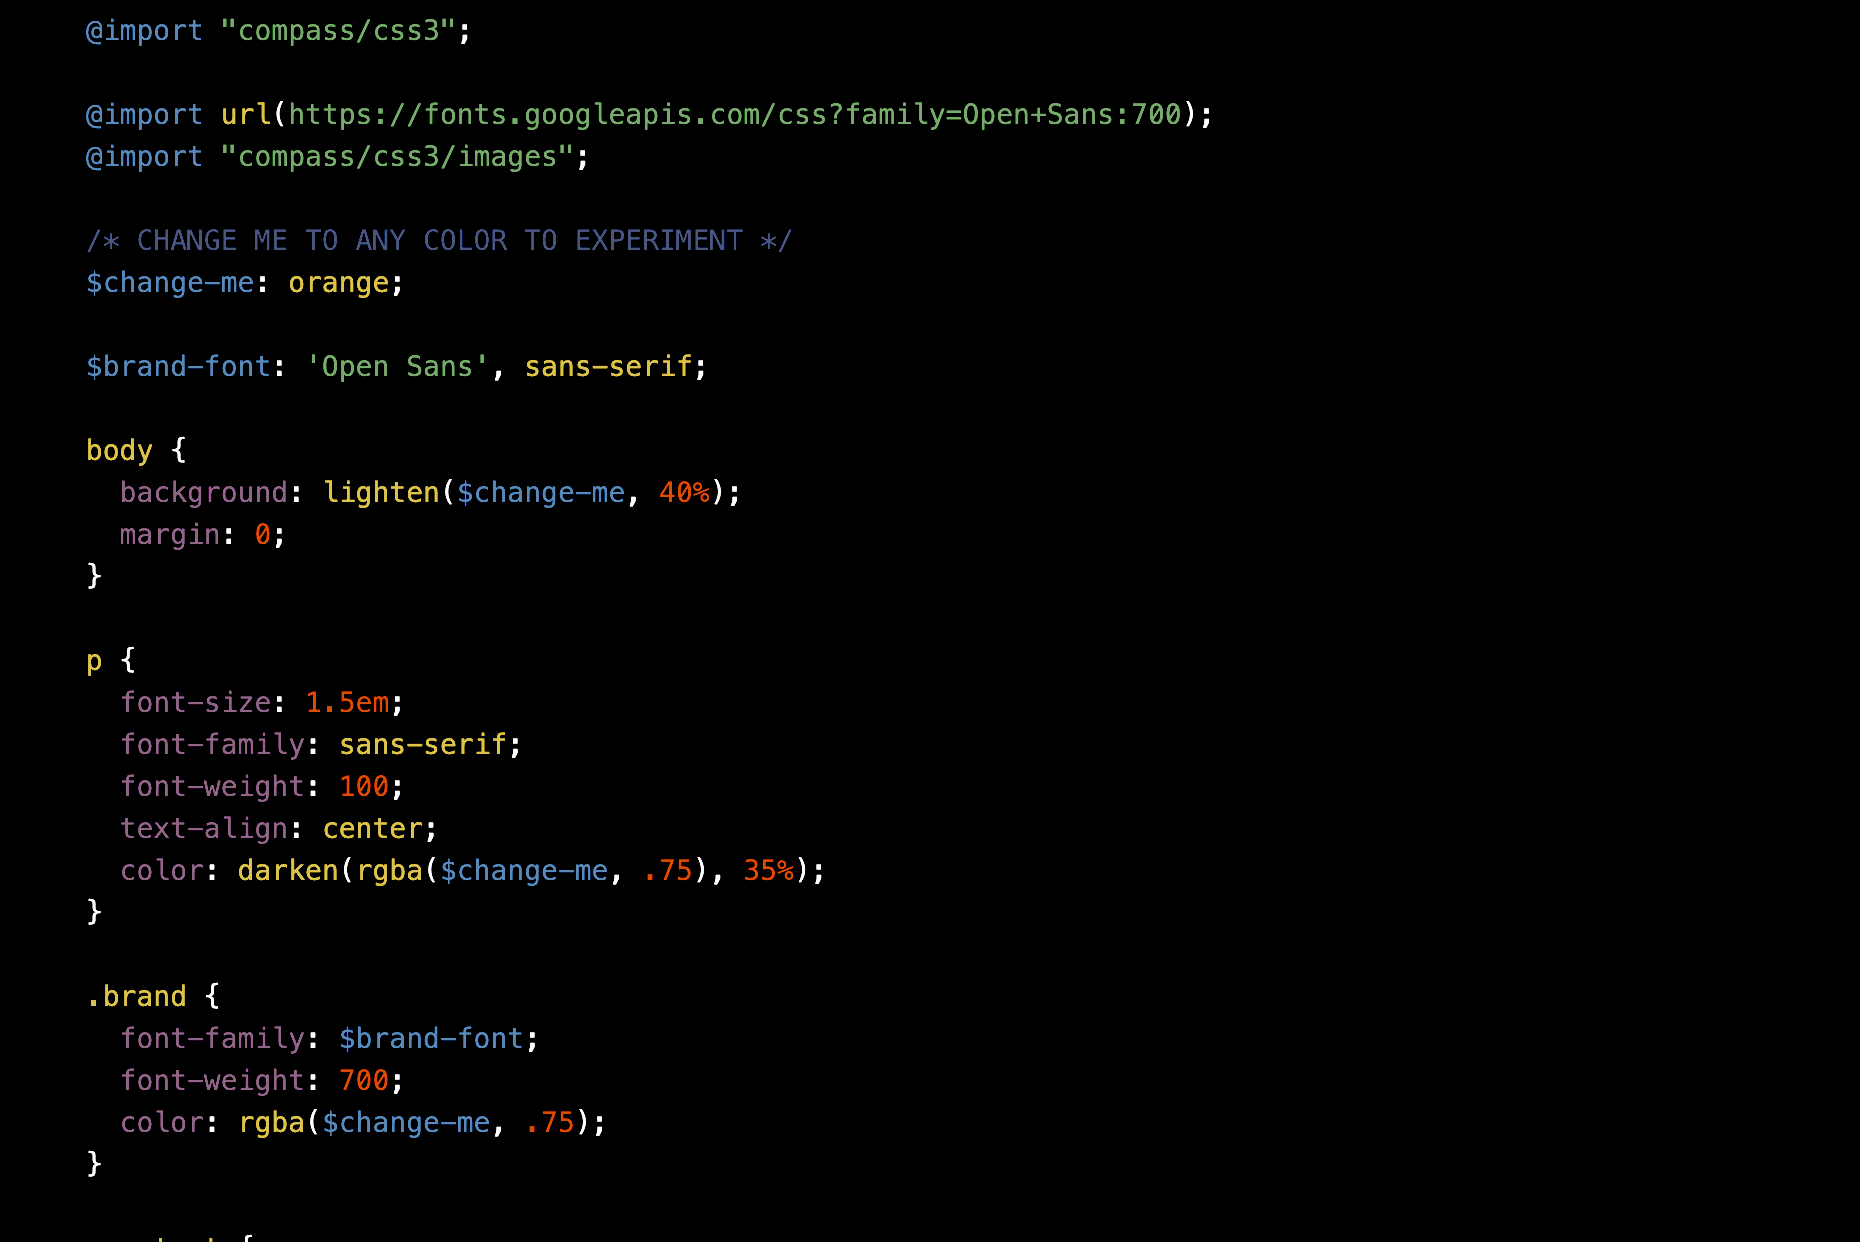 @import "compass/css3";
@import url(https://fonts.googleapis.com/css?family=Open+Sans:700);
@import "compass/css3/images";
/* CHANGE ME TO ANY COLOR TO EXPERIMENT */
$change-me: orange;
$brand-font: 'Open Sans', sans-serif;
body {
  background: lighten($change-me, 40%);
  margin: 0;
}
p {
  font-size: 1.5em;
  font-family: sans-serif;
  font-weight: 100;
  text-align: center;
  color: darken(rgba($change-me, .75), 35%);
}
.brand {
  font-family: $brand-font;
  font-weight: 700;
  color: rgba($change-me, .75);
}